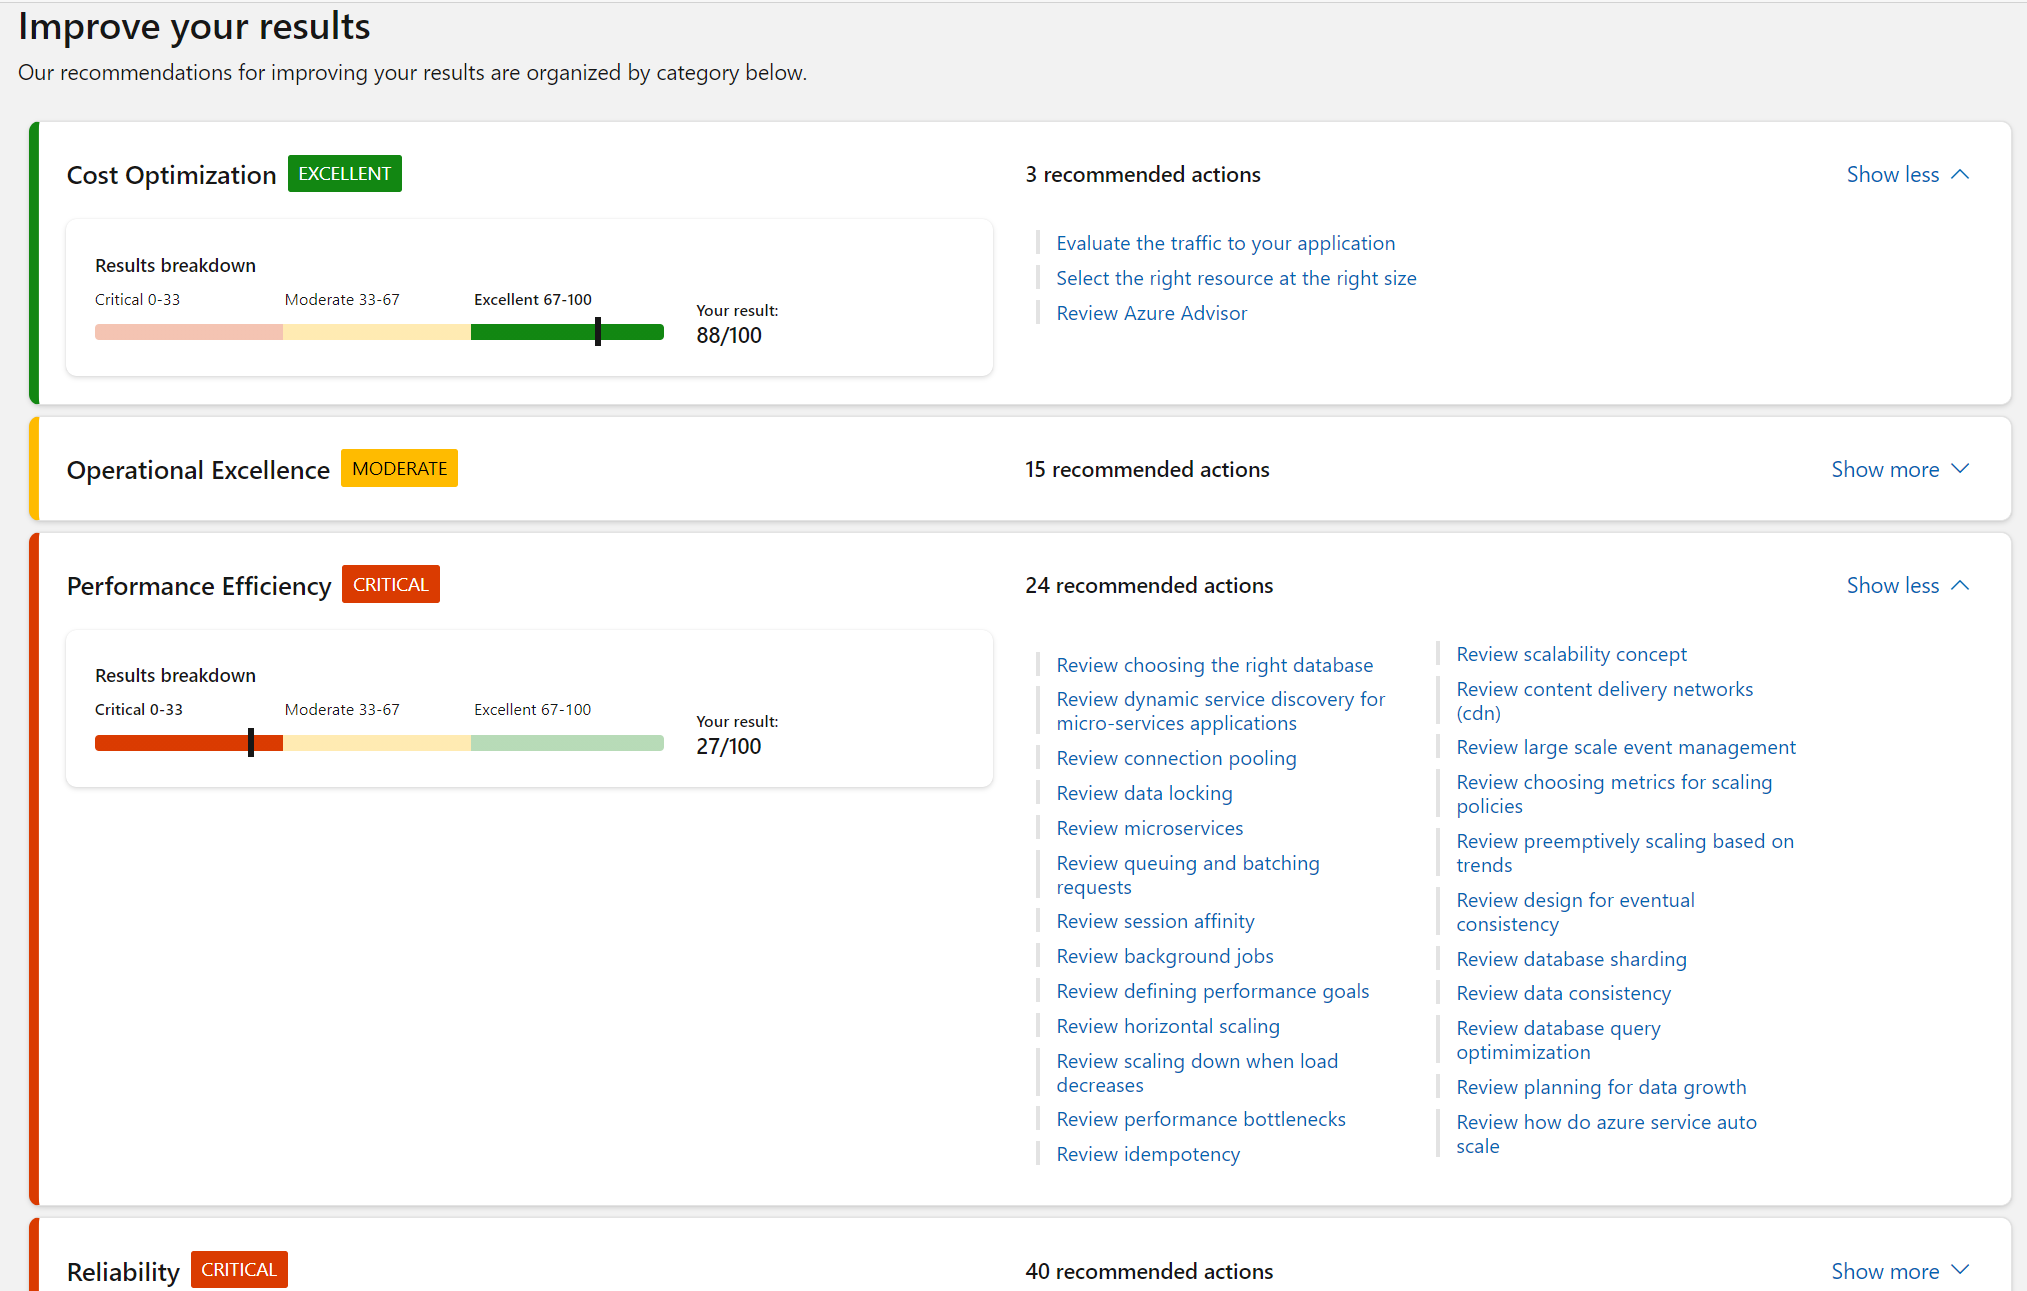 Improve your results
Our recommendations for improving your results are organized by category below.
Cost Optimization EXCELLENT
3 recommended actions
Show less
Results breakdown
Critical 0-33 Moderate 33-67 Excellent 67-100
Your result:
88/100
Evaluate the traffic to your application
Select the right resource at the right size
Review Azure Advisor
Operational Excellence MODERATE
15 recommended actions
Show more
Performance Efficiency CRITICAL
24 recommended actions
Show less
Results breakdown
Critical 0-33 Moderate 33-67 Excellent 67-100
Your result:
27/100
Review choosing the right database
Review dynamic service discovery for
micro-services applications
Review connection pooling
Review data locking
Review microservices
Review queuing and batching
requests
Review session affinity
Review background jobs
Review defining performance goals
Review horizontal scaling
Review scaling down when load
decreases
Review performance bottlenecks
Review idempotency
Review scalability concept
Review content delivery networks
(cdn)
Review large scale event management
Review choosing metrics for scaling
policies
Review preemptively scaling based on
trends
Review design for eventual
consistency
Review database sharding
Review data consistency
Review database query
optimimization
Review planning for data growth
Review how do azure service auto
scale
Reliability CRITICAL
40 recommended actions
Show more